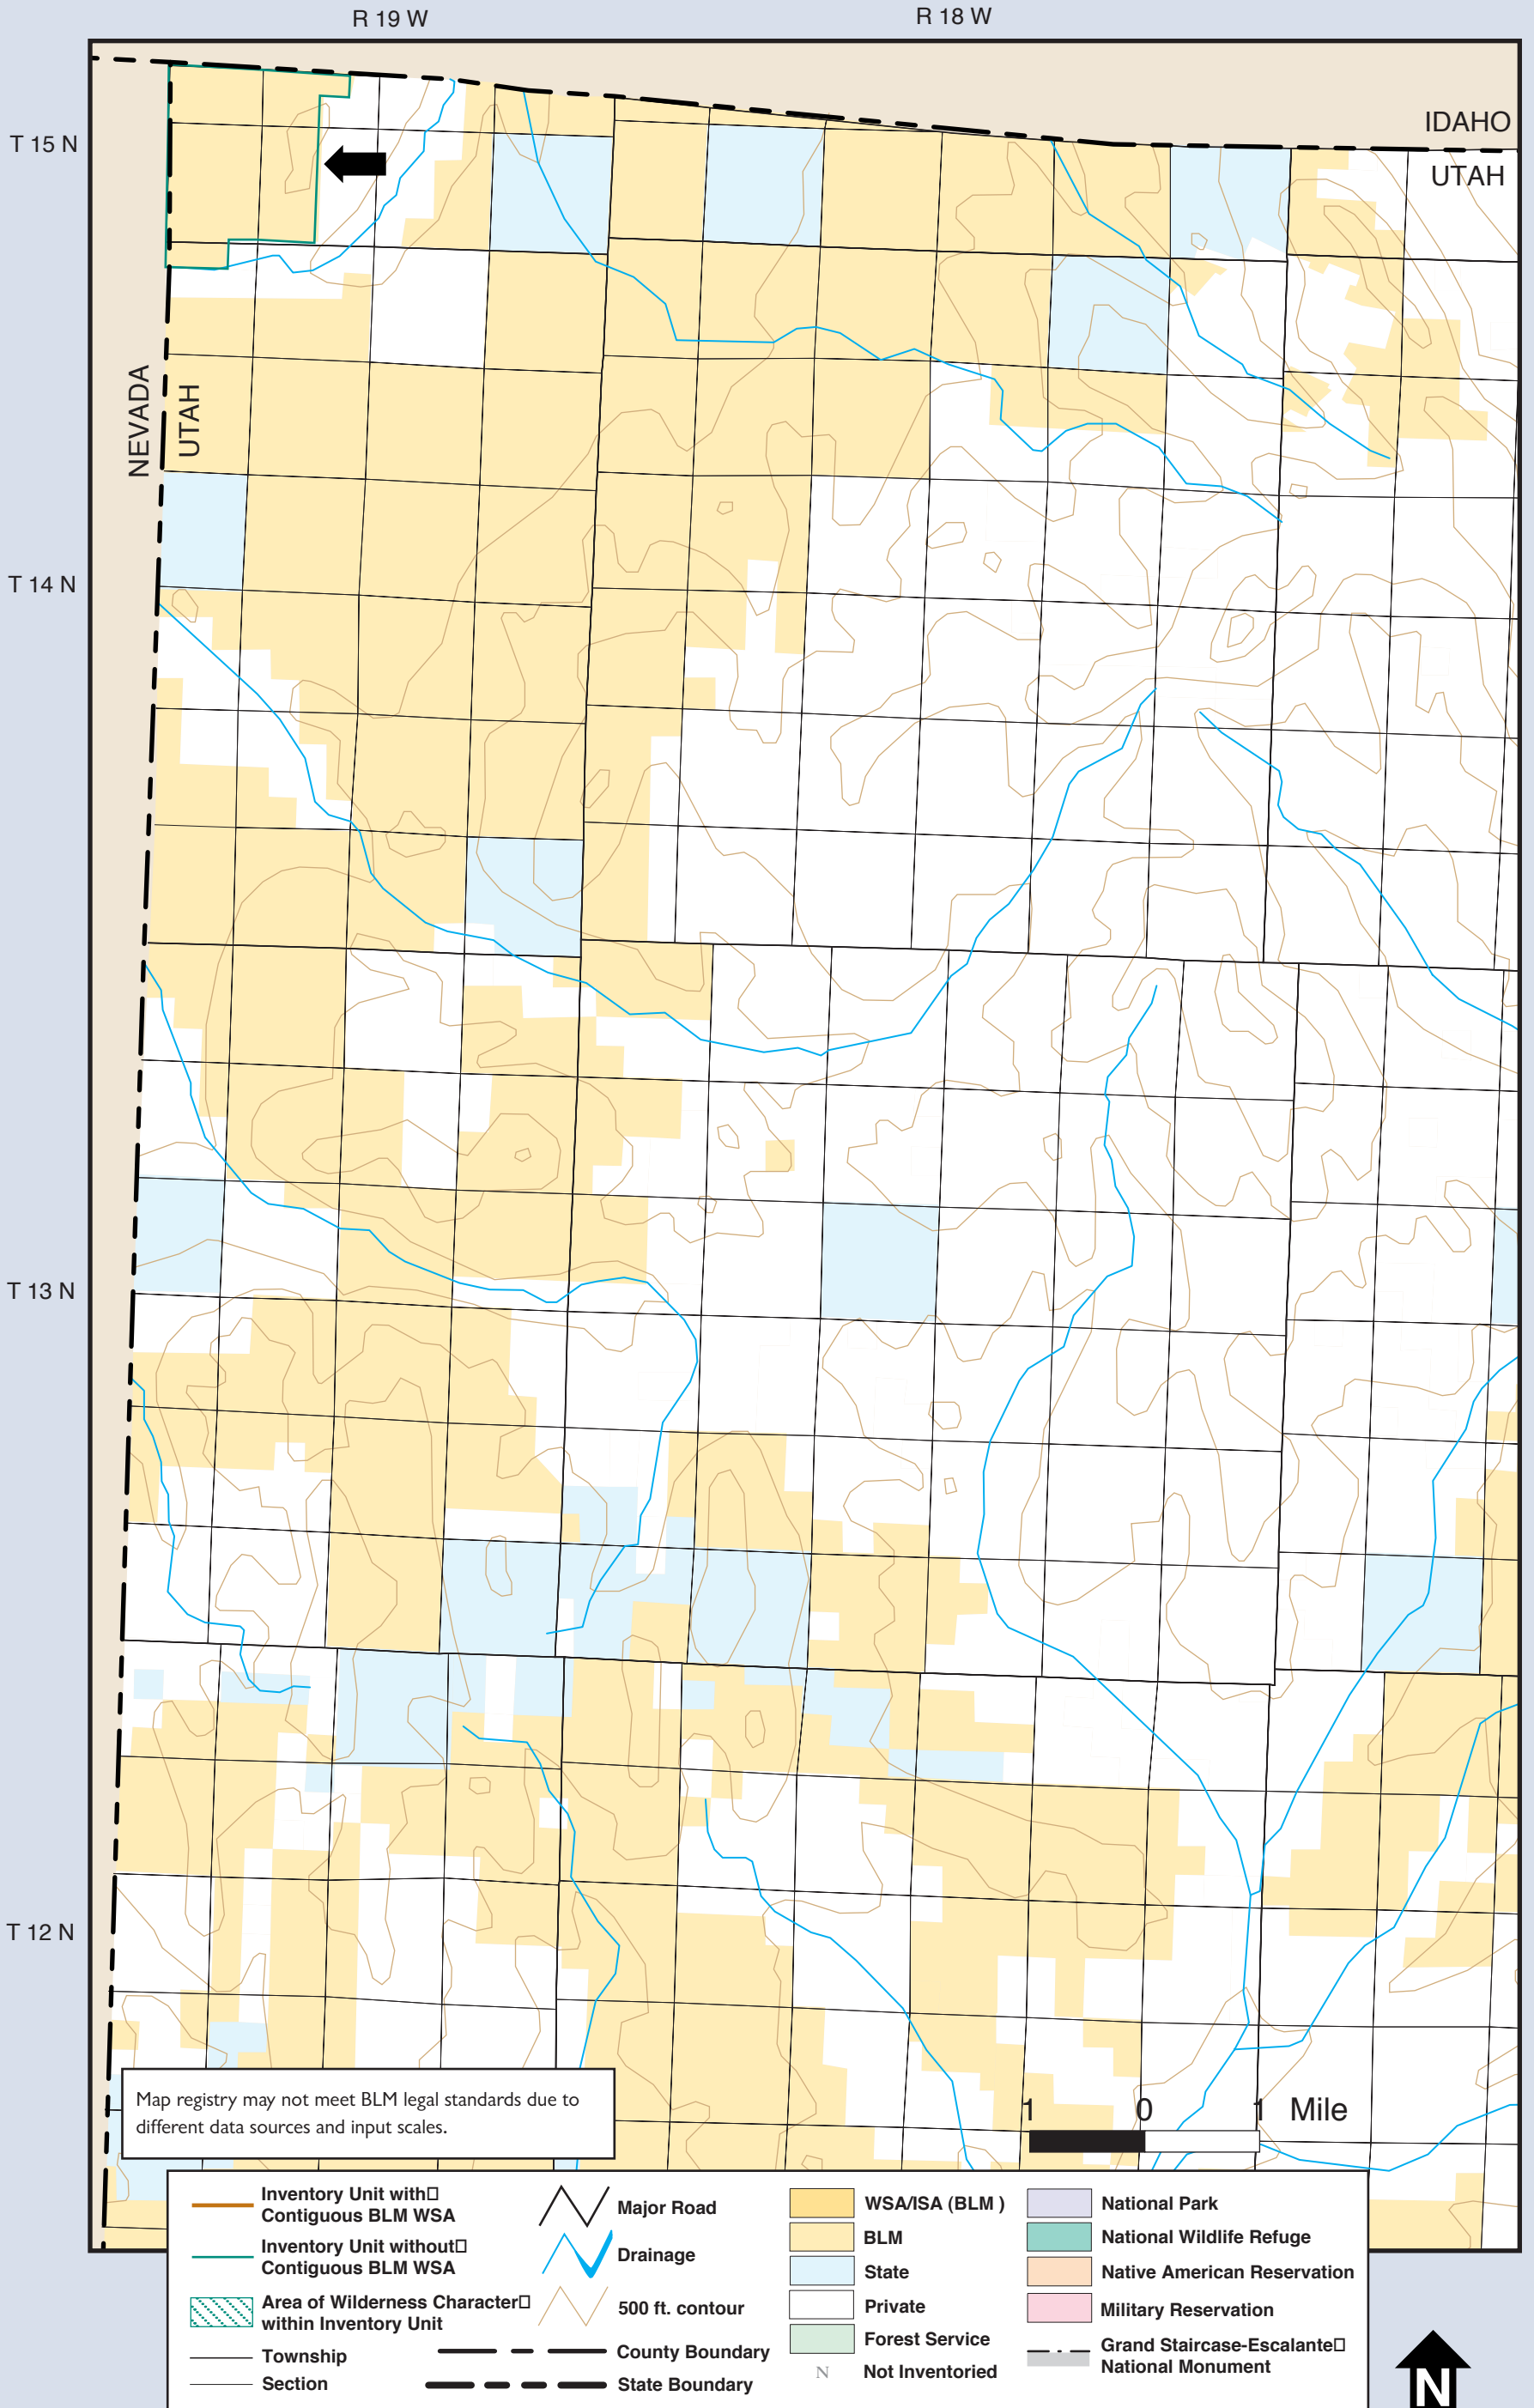 R 19 W
R 18 W
T 15 N
IDAHO
UTAH
NEVADA
UTAH
T 14 N
T 13 N
T 12 N
Map registry may not meet BLM legal standards due to
different data sources and input scales.
1 0 1 Mile
Inventory Unit with□
Contiguous BLM WSA
Inventory Unit without□
Contiguous BLM WSA
Area of Wilderness Character□
within Inventory Unit
Township
Section
Major Road
Drainage
500 ft. contour
County Boundary
State Boundary
WSA/ISA (BLM )
BLM
State
Private
Forest Service
N Not Inventoried
National Park
National Wildlife Refuge
Native American Reservation
Military Reservation
Grand Staircase-Escalante□
National Monument
N